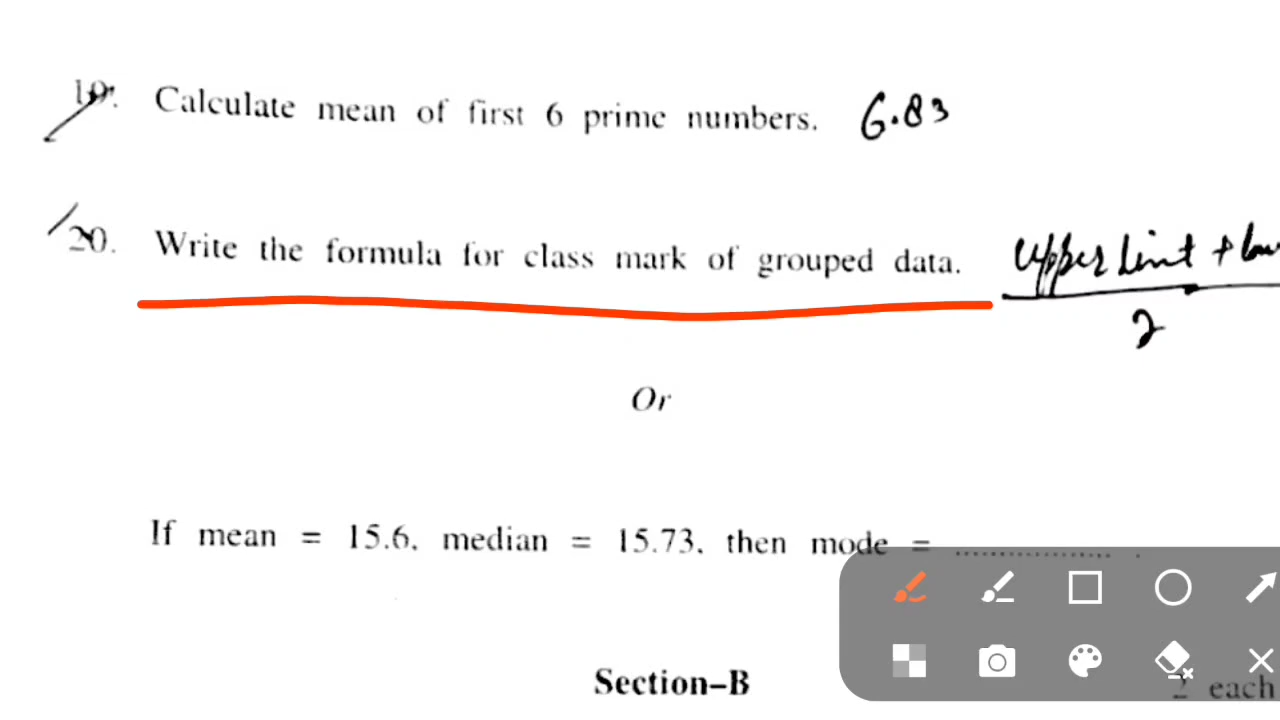 19. Calculate mean of first 6 prime numbers. 6.83
20. Write the formula for class mark of grouped data. Upper Limit +
2
Or
If mean = 15.6, median = 15.73, then mode = ................ .
Section–B
2 each